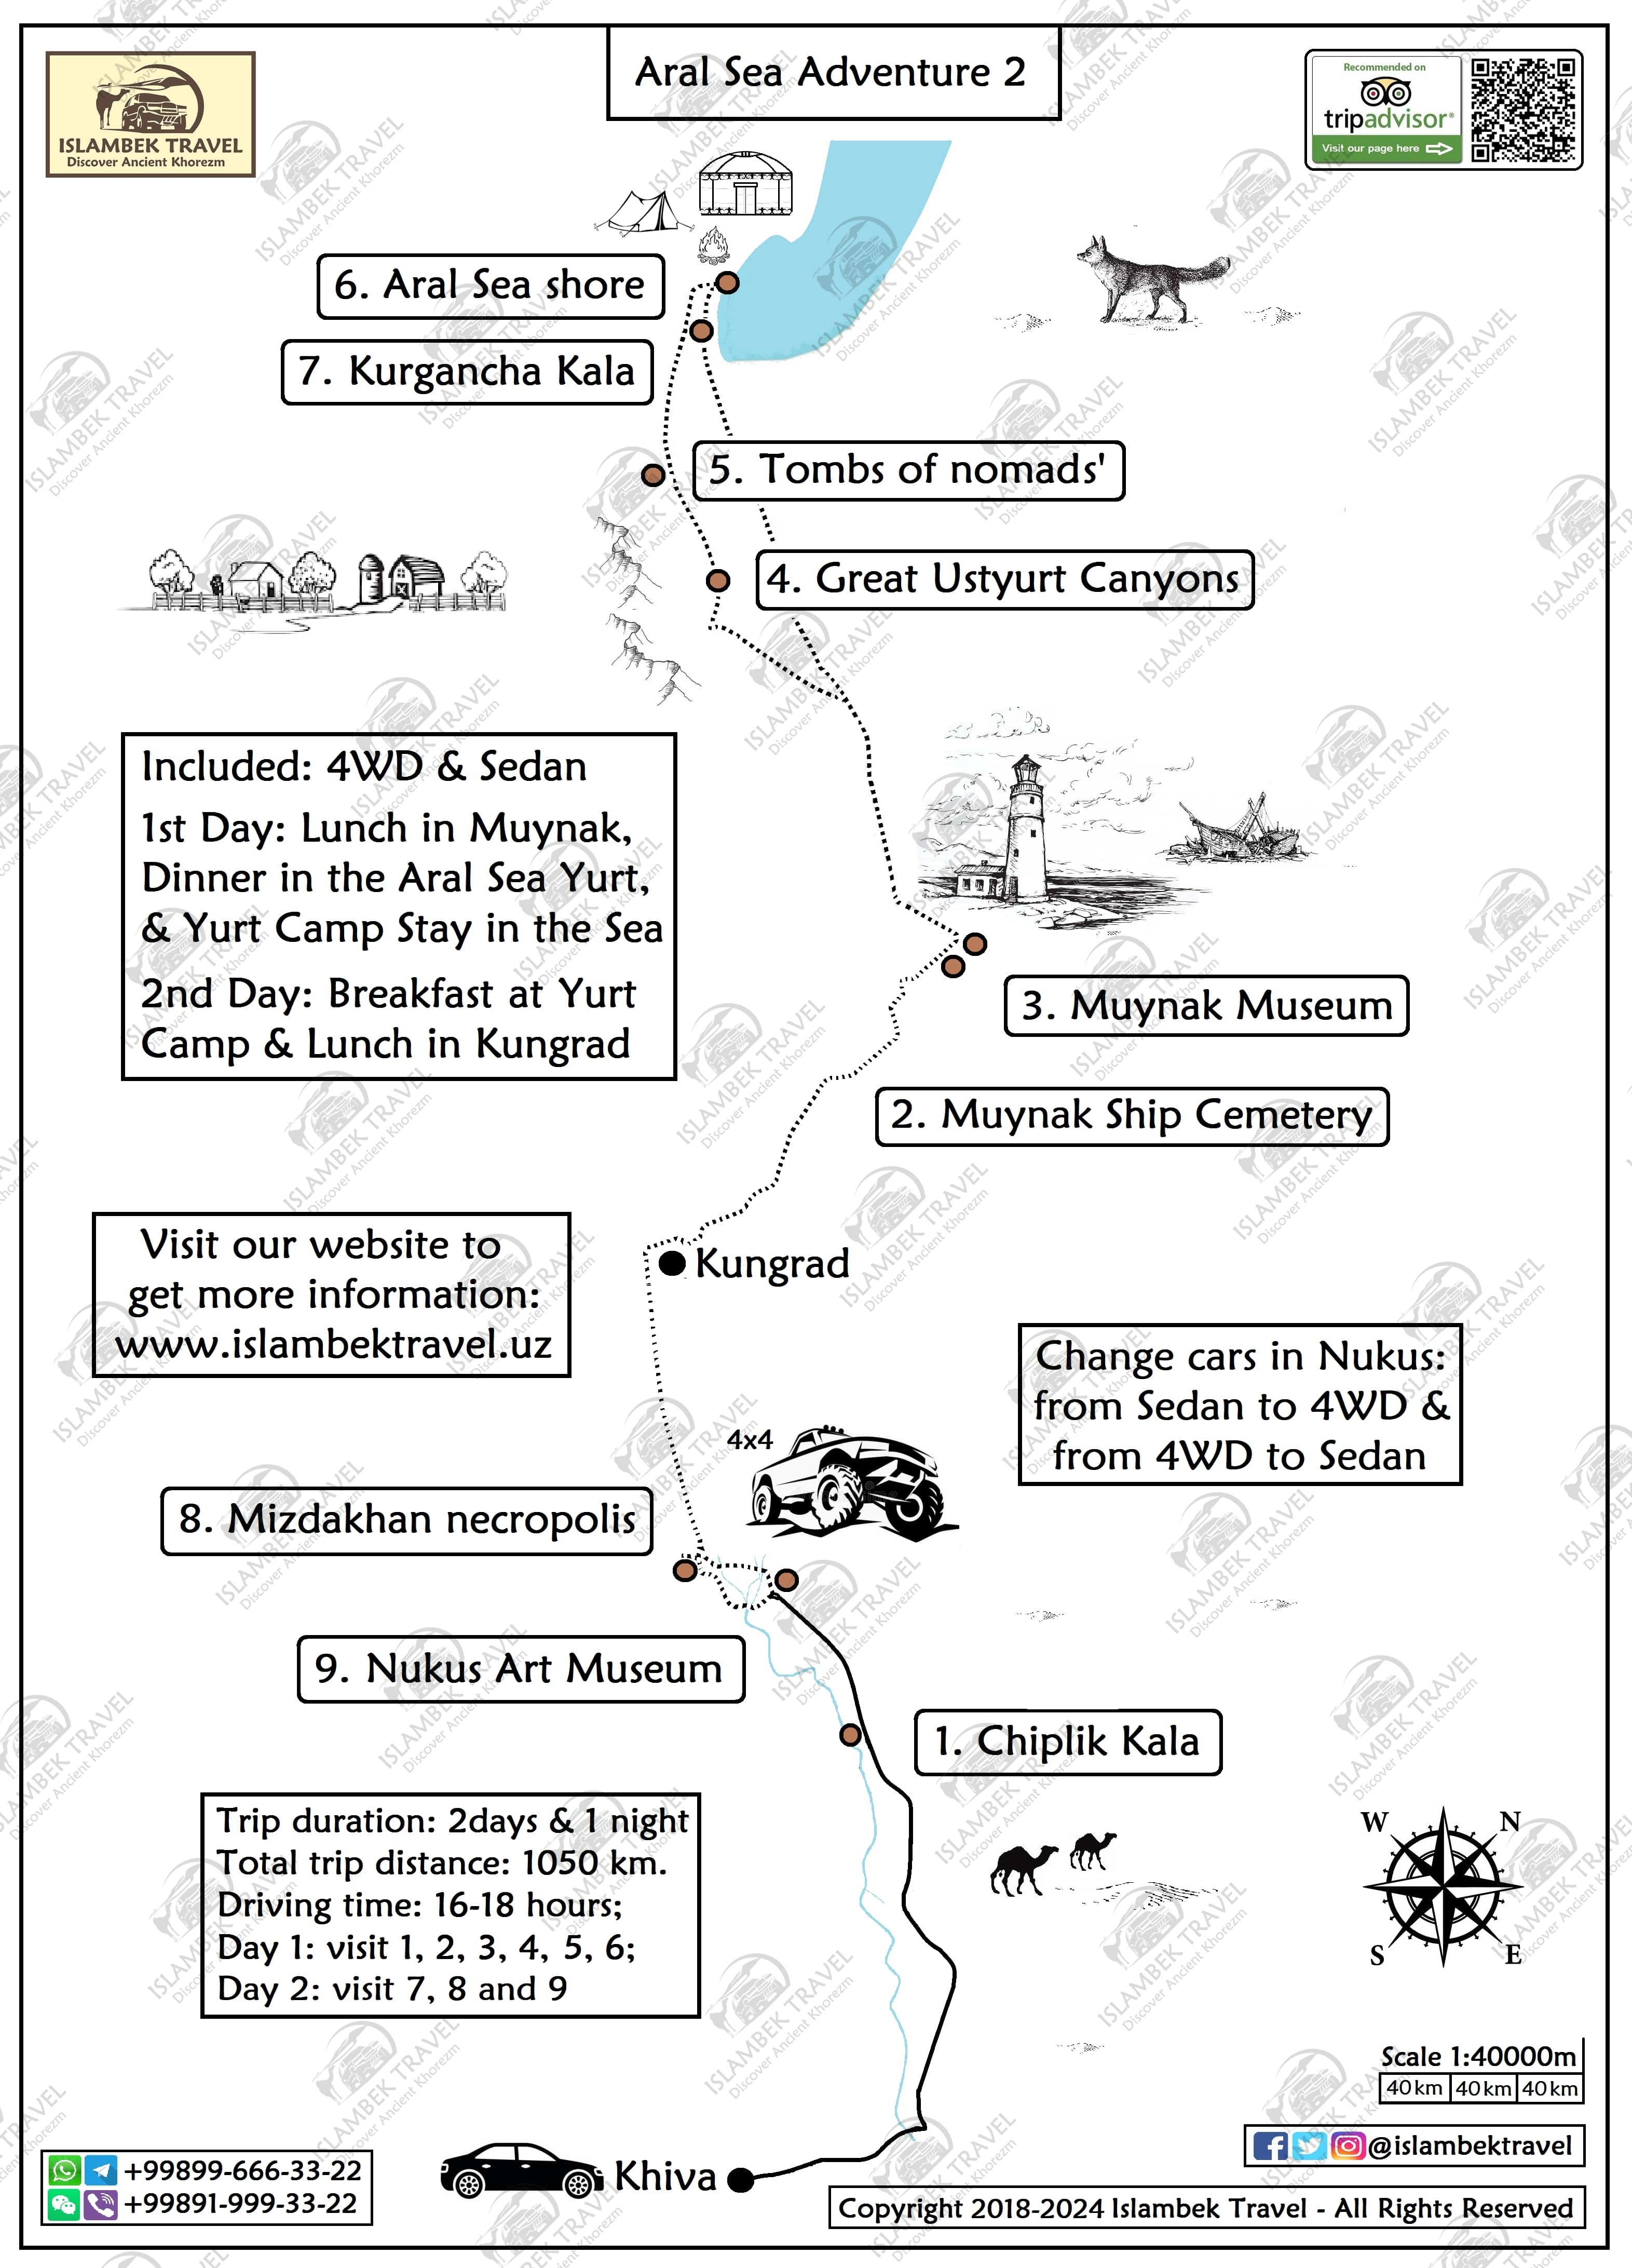 Aral Sea Adventure 2
ISLAMBEK TRAVEL
Discover Ancient Khorezm
Recommended on
tripadvisor®
Visit our page here
6. Aral Sea shore
7. Kurgancha Kala
5. Tombs of nomads'
4. Great Ustyurt Canyons
Included: 4WD & Sedan
1st Day: Lunch in Muynak,
Dinner in the Aral Sea Yurt,
& Yurt Camp Stay in the Sea
2nd Day: Breakfast at Yurt
Camp & Lunch in Kungrad
3. Muynak Museum
2. Muynak Ship Cemetery
Kungrad
Visit our website to
get more information:
www.islambektravel.uz
Change cars in Nukus:
from Sedan to 4WD &
from 4WD to Sedan
4x4
8. Mizdakhan necropolis
9. Nukus Art Museum
1. Chiplik Kala
Trip duration: 2days & 1 night
Total trip distance: 1050 km.
Driving time: 16-18 hours;
Day 1: visit 1, 2, 3, 4, 5, 6;
Day 2: visit 7, 8 and 9
W N
S E
Scale 1:40000m
40km 40km 40km
@islambektravel
+99899-666-33-22
+99891-999-33-22
Khiva
Copyright 2018-2024 Islambek Travel - All Rights Reserved